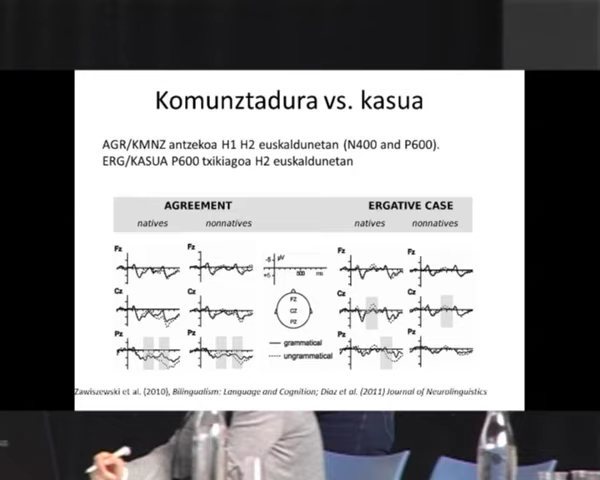 Komunztadura vs. kasua
AGR/KMNZ antzekoa H1 H2 euskaldunetan (N400 and P600).
ERG/KASUA P600 txikiagoa H2 euskaldunetan
AGREEMENT ERGATIVE CASE
natives nonnatives natives nonnatives
Fz Fz -5 µV Fz Fz
+5 500 ms
Cz Cz FZ Cz Cz
CZ
PZ
Pz Pz grammatical Pz Pz
ungrammatical
Zawiszewski et al. (2010), Bilingualism: Language and Cognition; Diaz et al. (2011) Journal of Neurolinguistics